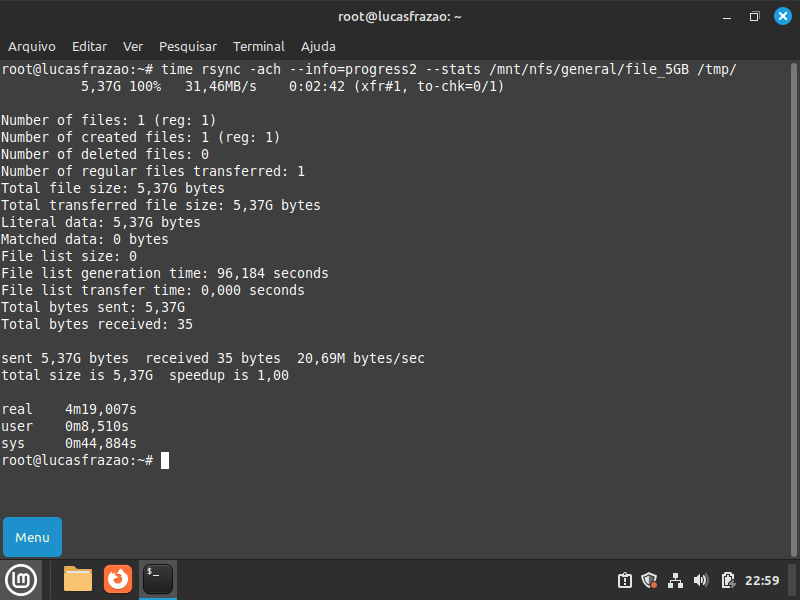 root@lucasfrazao: ~
Arquivo Editar Ver Pesquisar Terminal Ajuda
root@lucasfrazao:~# time rsync -ach --info=progress2 --stats /mnt/nfs/general/file_5GB /tmp/
5,37G 100% 31,46MB/s 0:02:42 (xfr#1, to-chk=0/1)
Number of files: 1 (reg: 1)
Number of created files: 1 (reg: 1)
Number of deleted files: 0
Number of regular files transferred: 1
Total file size: 5,37G bytes
Total transferred file size: 5,37G bytes
Literal data: 5,37G bytes
Matched data: 0 bytes
File list size: 0
File list generation time: 96,184 seconds
File list transfer time: 0,000 seconds
Total bytes sent: 5,37G
Total bytes received: 35
sent 5,37G bytes received 35 bytes 20,69M bytes/sec
total size is 5,37G speedup is 1,00
real 4m19,007s
user 0m8,510s
sys 0m44,884s
root@lucasfrazao:~#
Menu
$_
22:59